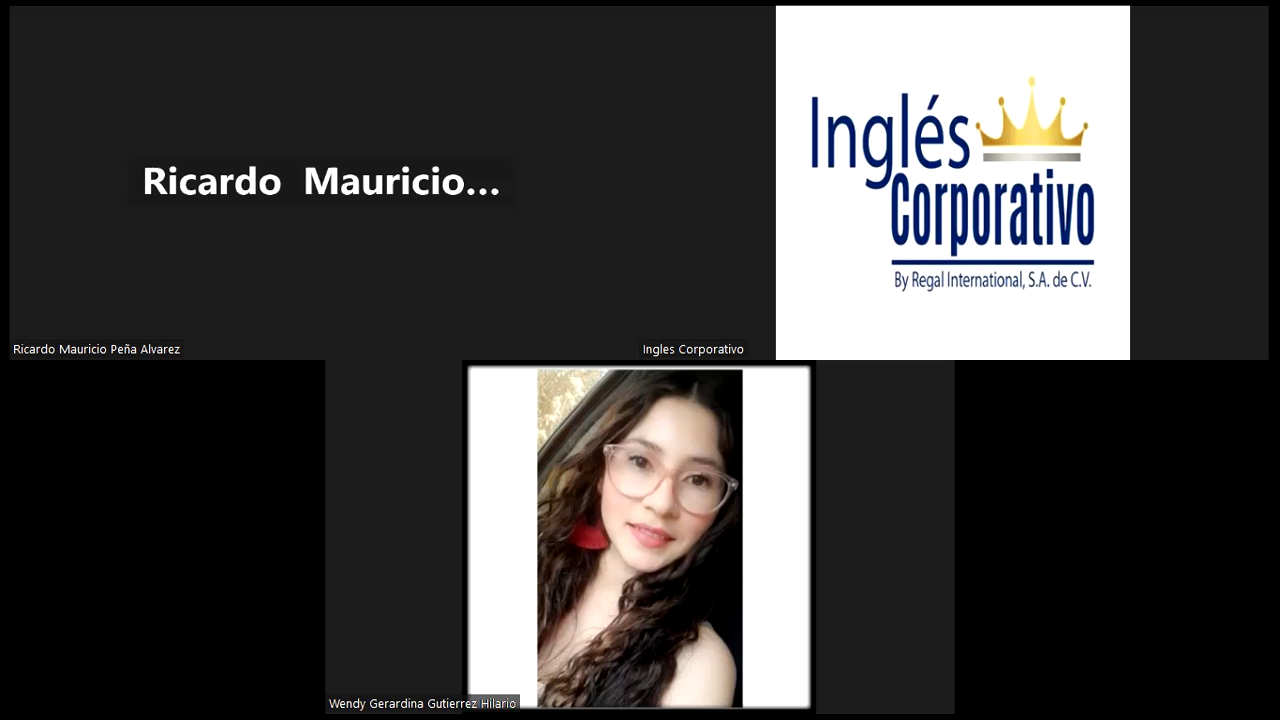 Ricardo  Mauricio...
Ricardo Mauricio Peña Alvarez
Inglés
Corporativo
By Regal International, S.A. de C.V.
Ingles Corporativo
Wendy Gerardina Gutierrez Hilario